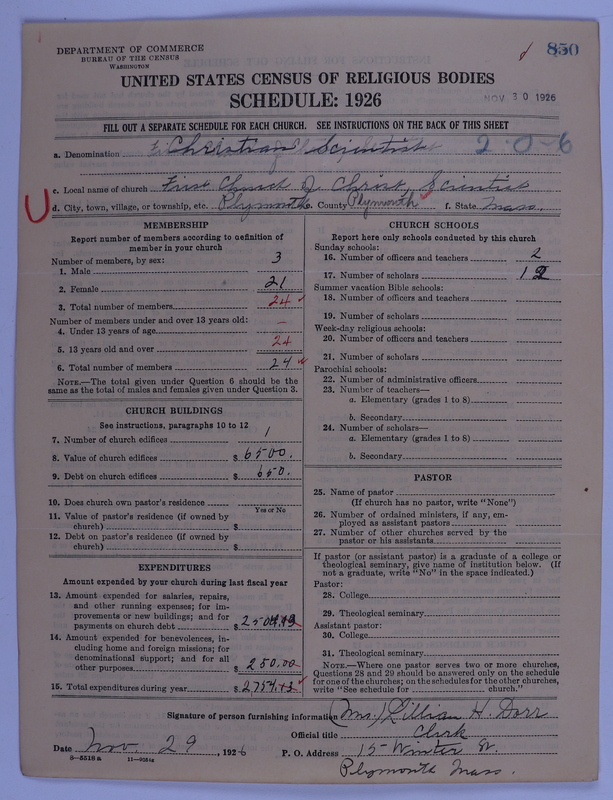 DEPARTMENT OF COMMERCE
BUREAU OF THE CENSUS
WASHINGTON
850
UNITED STATES CENSUS OF RELIGIOUS BODIES
SCHEDULE: 1926
NOV 30 1926
FILL OUT A SEPARATE SCHEDULE FOR EACH CHURCH. SEE INSTRUCTIONS ON THE BACK OF THIS SHEET
a. Denomination Christian Scientist 2-0-6
c. Local name of church First Church of Christ, Scientist
d. City, town, village, or township, etc. Plymouth e. County Plymouth f. State Mass.
MEMBERSHIP
Report number of members according to definition of
member in your church
Number of members, by sex:
1. Male 3
2. Female 21
3. Total number of members 24
Number of members under and over 13 years old:
4. Under 13 years of age –
5. 13 years old and over 24
6. Total number of members 24
NOTE.—The total given under Question 6 should be
same as the total of males and females given under Question 3.
CHURCH BUILDINGS
See instructions, paragraphs 10 to 12
7. Number of church edifices 1
8. Value of church edifices $ 6500.
9. Debt on church edifices $ 650.
10. Does church own pastor's residence
Yes or No
11. Value of pastor's residence (if owned by
church) $
12. Debt on pastor's residence (if owned by
church) $
EXPENDITURES
Amount expended by your church during last fiscal year
13. Amount expended for salaries, repairs,
and other running expenses; for im-
provements or new buildings; and for
payments on church debt $
14. Amount expended for benevolences, in-
cluding home and foreign missions; for
denominational support; and for all
other purposes $ 250.00
15. Total expenditures during year $
CHURCH SCHOOLS
Report here only schools conducted by this church
Sunday schools:
16. Number of officers and teachers 2
17. Number of scholars 12
Summer vacation Bible schools:
18. Number of officers and teachers
19. Number of scholars
Week-day religious schools:
20. Number of officers and teachers
21. Number of scholars
Parochial schools:
22. Number of administrative officers
23. Number of teachers—
a. Elementary (grades 1 to 8)
b. Secondary
24. Number of scholars—
a. Elementary (grades 1 to 8)
b. Secondary
PASTOR
25. Name of pastor
(If church has no pastor, write "None")
26. Number of ordained ministers, if any, em-
ployed as assistant pastors
27. Number of other churches served by the
pastor or his assistants
If pastor (or assistant pastor) is a graduate of a college or
theological seminary, give name of institution below. (If
not a graduate, write "No" in the space indicated.)
Pastor:
28. College
29. Theological seminary
Assistant pastor:
30. College
31. Theological seminary
NOTE.—Where one pastor serves two or more churches,
Questions 28 and 29 should be answered only on the schedule
for one of the churches; on the schedules for the other churches,
write "See schedule for church."
Signature of person furnishing information (Mrs.) Lillian H. Dorr
Official title Clerk
Date Nov. 29, 1926 P. O. Address 15 Winter St.
8—5518 a
Plymouth Mass.